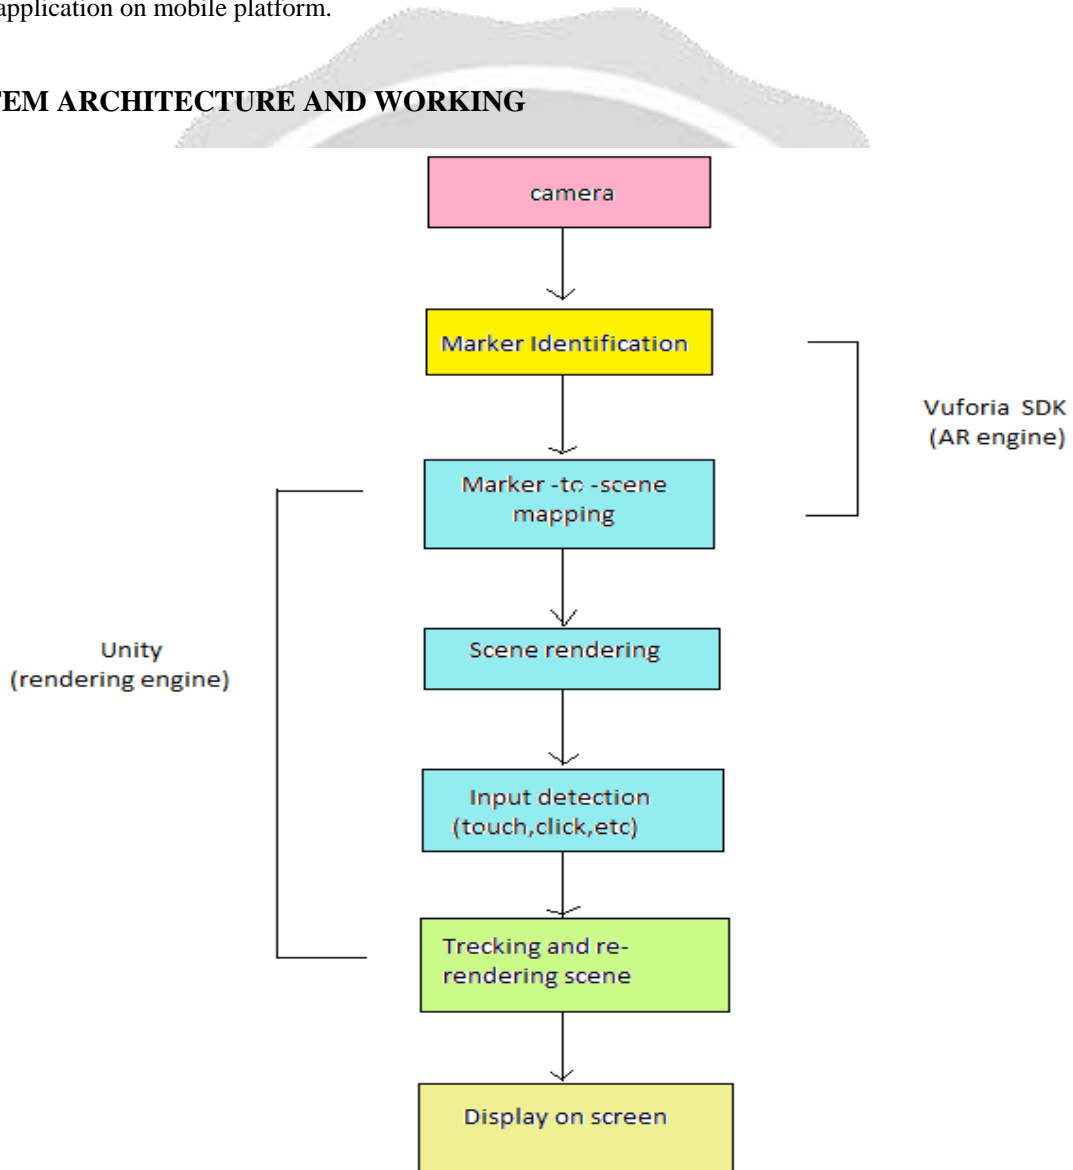 application on mobile platform.
TEM ARCHITECTURE AND WORKING
camera
Marker Identification
Vuforia SDK
(AR engine)
Marker -to -scene
mapping
Scene rendering
Unity
(rendering engine)
Input detection
(touch,click,etc)
Trecking and re-
rendering scene
Display on screen